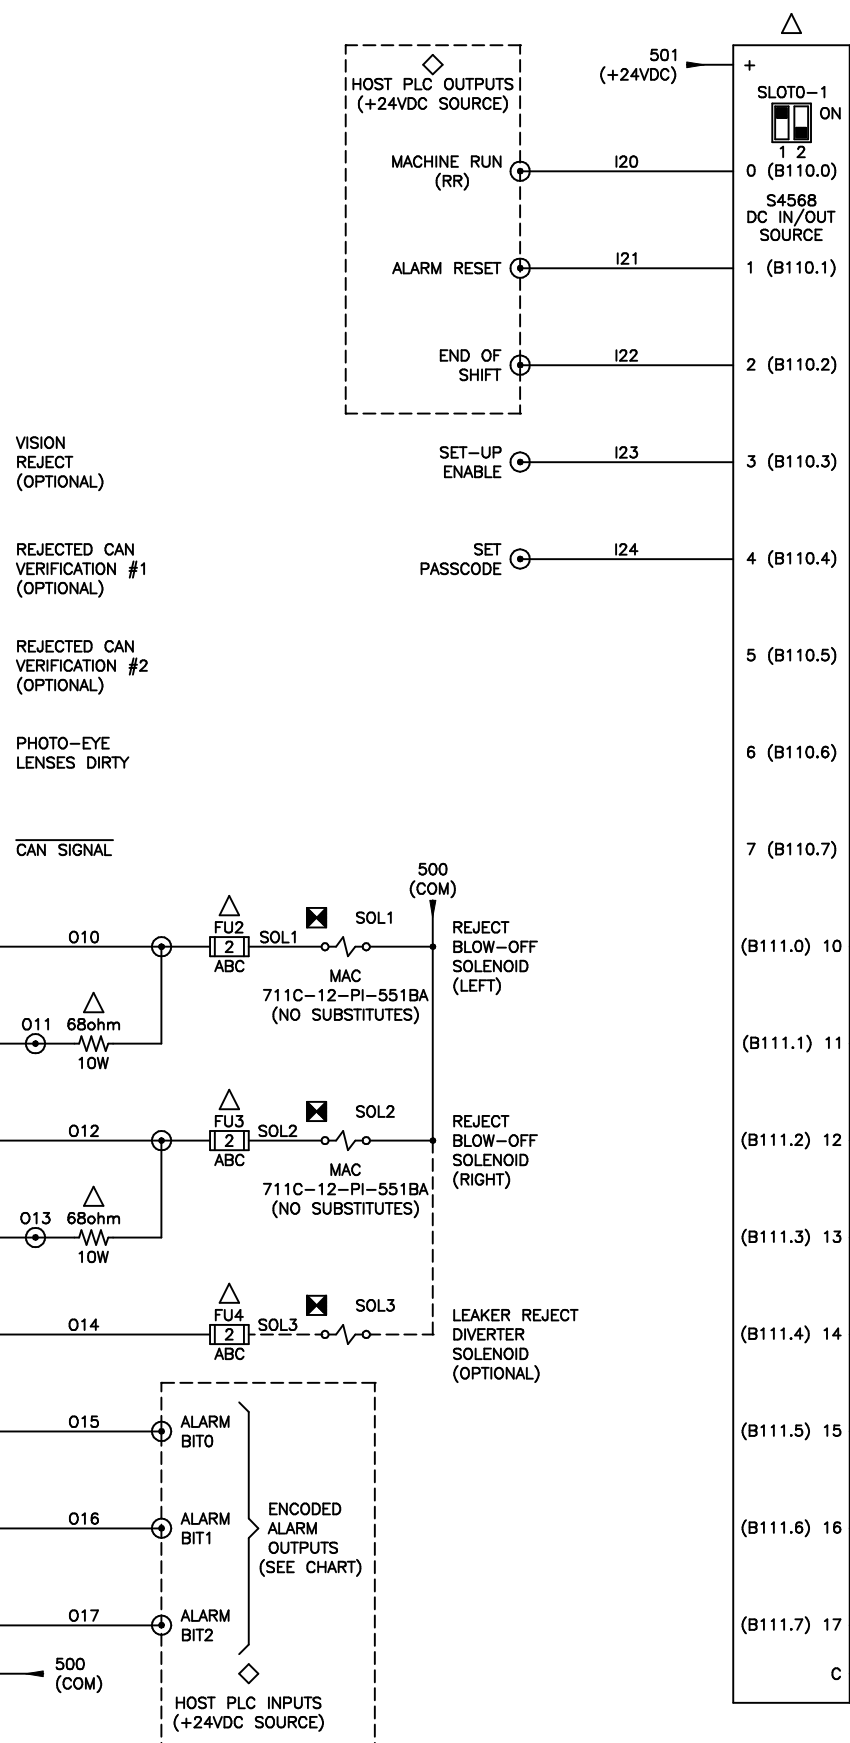 501
(+24VDC)
+
SLOT0-1
ON
1 2
HOST PLC OUTPUTS
(+24VDC SOURCE)
MACHINE RUN
(RR)
I20
0 (B110.0)
S4568
DC IN/OUT
SOURCE
ALARM RESET
I21
1 (B110.1)
END OF
SHIFT
I22
2 (B110.2)
VISION
REJECT
(OPTIONAL)
SET-UP
ENABLE
I23
3 (B110.3)
REJECTED CAN
VERIFICATION #1
(OPTIONAL)
SET
PASSCODE
I24
4 (B110.4)
REJECTED CAN
VERIFICATION #2
(OPTIONAL)
5 (B110.5)
PHOTO-EYE
LENSES DIRTY
6 (B110.6)
CAN SIGNAL
7 (B110.7)
500
(COM)
O10
FU2
2
ABC
SOL1
SOL1
MAC
711C-12-PI-551BA
(NO SUBSTITUTES)
REJECT
BLOW-OFF
SOLENOID
(LEFT)
(B111.0) 10
O11
68ohm
10W
(B111.1) 11
O12
FU3
2
ABC
SOL2
SOL2
MAC
711C-12-PI-551BA
(NO SUBSTITUTES)
REJECT
BLOW-OFF
SOLENOID
(RIGHT)
(B111.2) 12
O13
68ohm
10W
(B111.3) 13
O14
FU4
2
ABC
SOL3
SOL3
LEAKER REJECT
DIVERTER
SOLENOID
(OPTIONAL)
(B111.4) 14
O15
ALARM
BIT0
(B111.5) 15
O16
ALARM
BIT1
ENCODED
ALARM
OUTPUTS
(SEE CHART)
(B111.6) 16
O17
ALARM
BIT2
(B111.7) 17
500
(COM)
C
HOST PLC INPUTS
(+24VDC SOURCE)